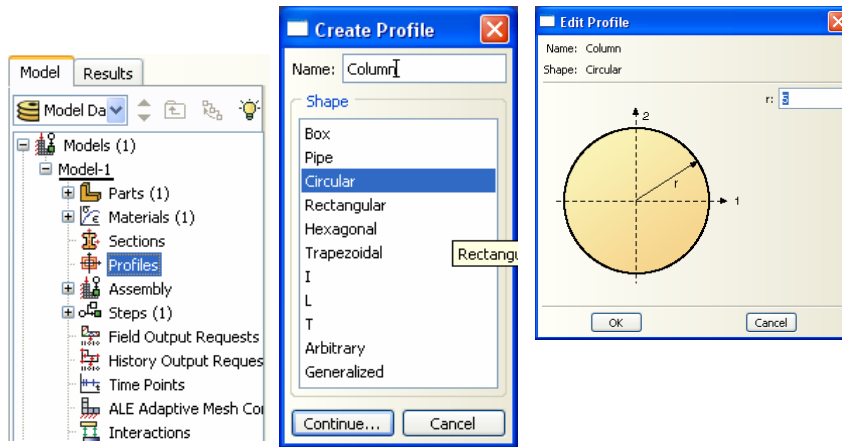 Model Results
Model Da
Models (1)
Model-1
Parts (1)
Materials (1)
Sections
Profiles
Assembly
Steps (1)
Field Output Requests
History Output Reques
Time Points
ALE Adaptive Mesh Co
Interactions
Create Profile
Name: Column
Shape
Box
Pipe
Circular
Rectangular
Hexagonal
Trapezoidal
Rectangu
I
L
T
Arbitrary
Generalized
Continue... Cancel
Edit Profile
Name: Column
Shape: Circular
r: 5
2
r
1
OK Cancel